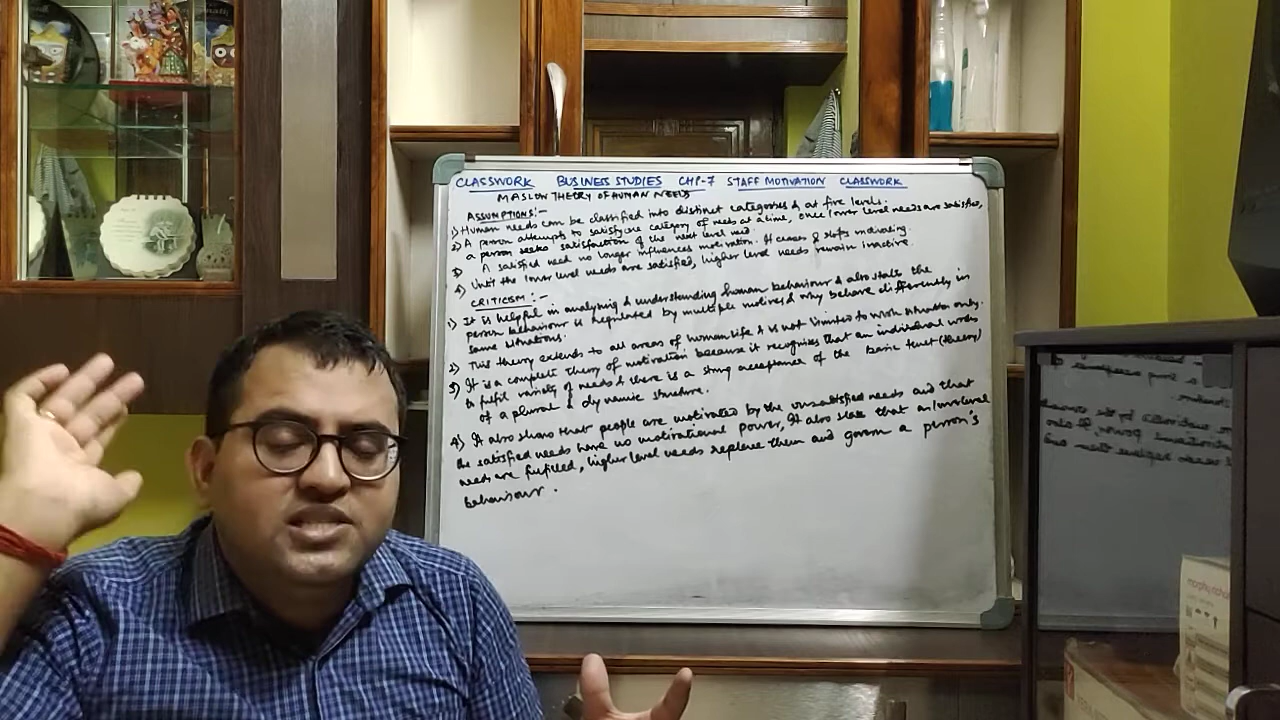 CLASSWORK BUSINESS STUDIES CHP-7 STAFF MOTIVATION CLASSWORK
MASLOW THEORY OF HUMAN NEEDS
ASSUMPTIONS:-
1) Human needs can be classified into distinct categories & at five levels.
2) A person attempts to satisfy one category of needs at a time, once lower level needs are satisfied,
a person seeks satisfaction of the next level need.
3) A satisfied need no longer influences motivation. It ceases & stops motivating.
4) Until the lower level needs are satisfied, higher level needs remain inactive.
CRITICISM:-
1) It is helpful in analysing & understanding human behaviour & also state the
person behaviour is regulated by multiple motives & why behave differently in
same situations.
2) This theory extends to all areas of human life & is not limited to work situation only.
3) It is a complete theory of motivation because it recognises that an individual works
to fulfil variety of needs & there is a strong acceptance of the basic (theory)
of a plural & dynamic structure.
4) It also shows that people are motivated by the unsatisfied needs and that
the satisfied needs have no motivational power, It also state that an level
needs are fulfilled, higher level needs replace them and govern a person's
behaviour.